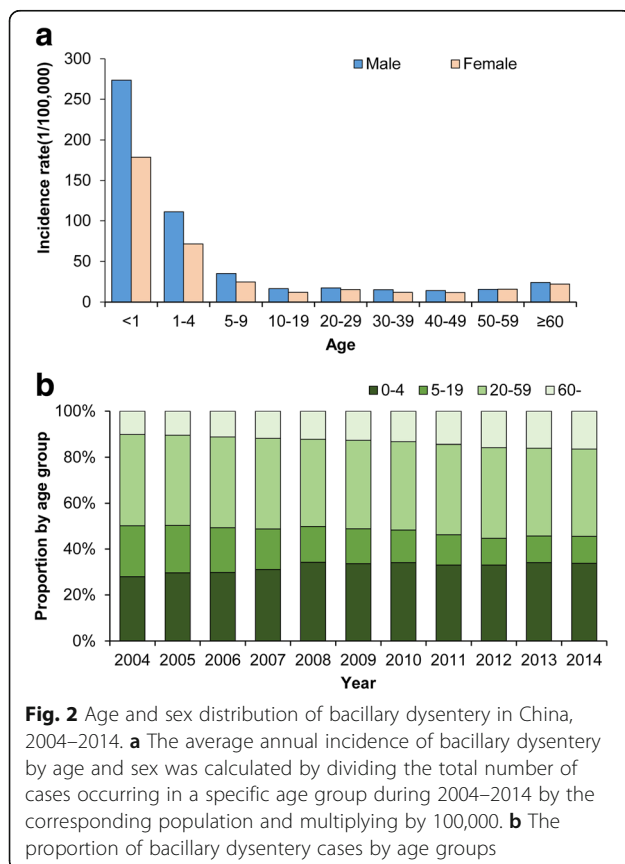 a
Male Female
300
250
200
150
100
50
0
Incidence rate(1/100,000)
<1 1-4 5-9 10-19 20-29 30-39 40-49 50-59 ≥60
Age
b
0-4 5-19 20-59 60-
100%
80%
60%
40%
20%
0%
Proportion by age group
2004 2005 2006 2007 2008 2009 2010 2011 2012 2013 2014
Year
Fig. 2 Age and sex distribution of bacillary dysentery in China,
2004–2014. a The average annual incidence of bacillary dysentery
by age and sex was calculated by dividing the total number of
cases occurring in a specific age group during 2004–2014 by the
corresponding population and multiplying by 100,000. b The
proportion of bacillary dysentery cases by age groups